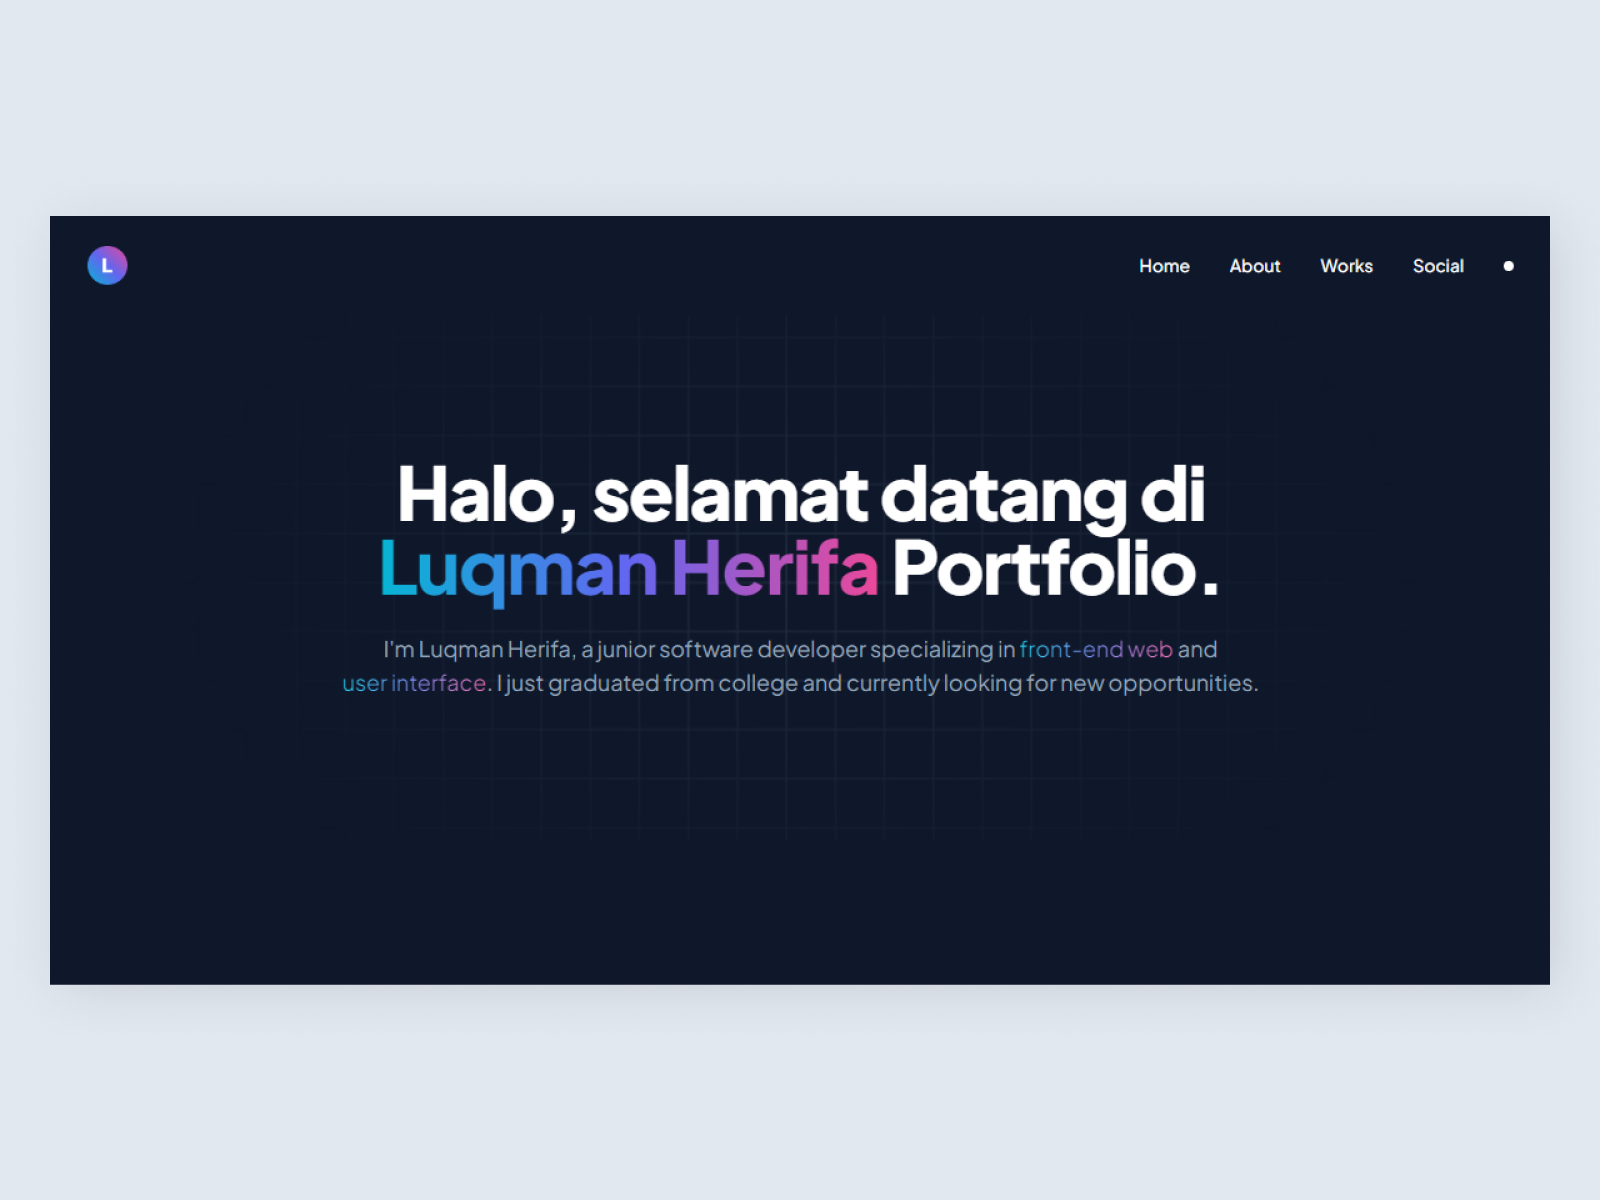 L
Home About Works Social
Halo, selamat datang di
Luqman Herifa Portfolio.
I'm Luqman Herifa, a junior software developer specializing in front-end web and
user interface. I just graduated from college and currently looking for new opportunities.